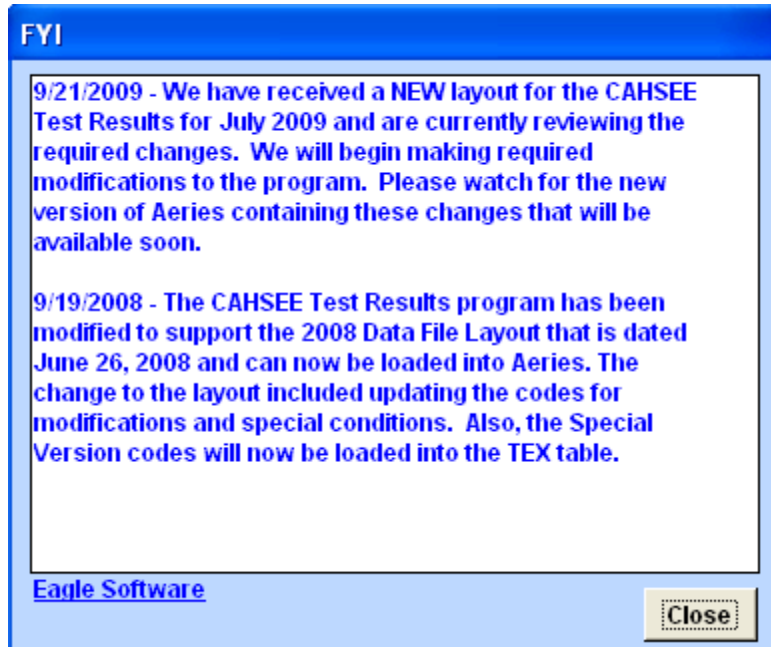 FYI
9/21/2009 - We have received a NEW layout for the CAHSEE
Test Results for July 2009 and are currently reviewing the
required changes.  We will begin making required
modifications to the program.  Please watch for the new
version of Aeries containing these changes that will be
available soon.
9/19/2008 - The CAHSEE Test Results program has been
modified to support the 2008 Data File Layout that is dated
June 26, 2008 and can now be loaded into Aeries. The
change to the layout included updating the codes for
modifications and special conditions.  Also, the Special
Version codes will now be loaded into the TEX table.
Eagle Software
Close